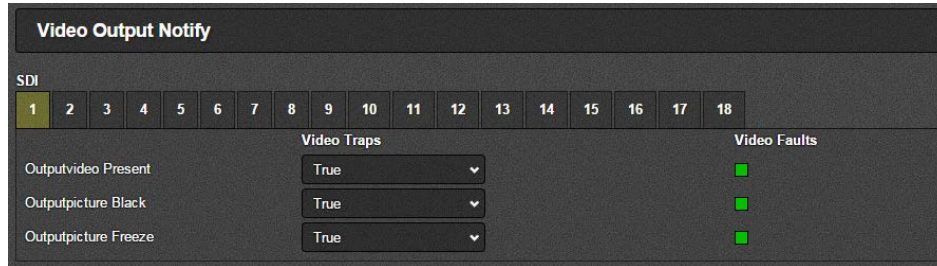 Video Output Notify
SDI
1 2 3 4 5 6 7 8 9 10 11 12 13 14 15 16 17 18
Video Traps Video Faults
Outputvideo Present True
Outputpicture Black True
Outputpicture Freeze True